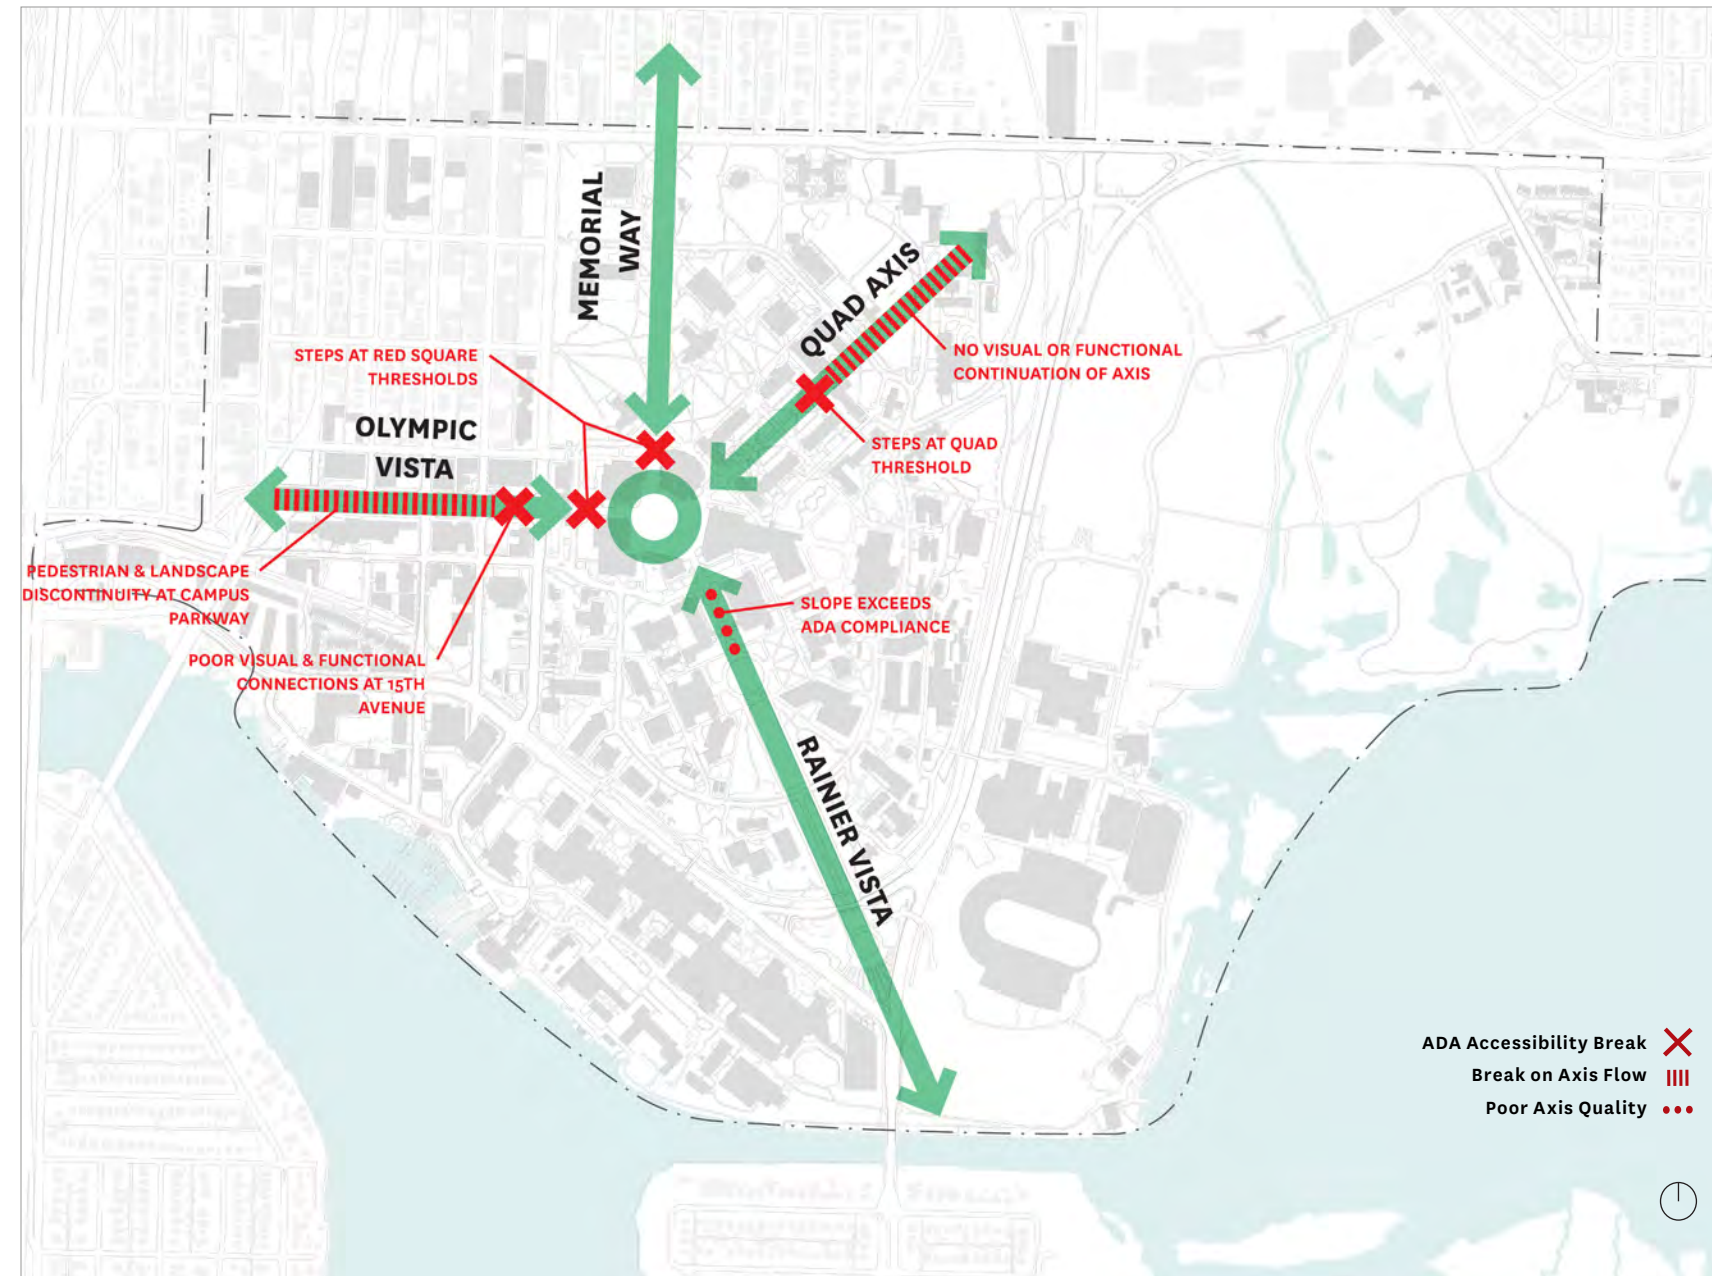 MEMORIAL
WAY
QUAD AXIS
STEPS AT RED SQUARE
THRESHOLDS
NO VISUAL OR FUNCTIONAL
CONTINUATION OF AXIS
OLYMPIC
VISTA
STEPS AT QUAD
THRESHOLD
PEDESTRIAN & LANDSCAPE
DISCONTINUITY AT CAMPUS
PARKWAY
SLOPE EXCEEDS
ADA COMPLIANCE
POOR VISUAL & FUNCTIONAL
CONNECTIONS AT 15TH
AVENUE
RAINIER VISTA
ADA Accessibility Break
Break on Axis Flow
Poor Axis Quality